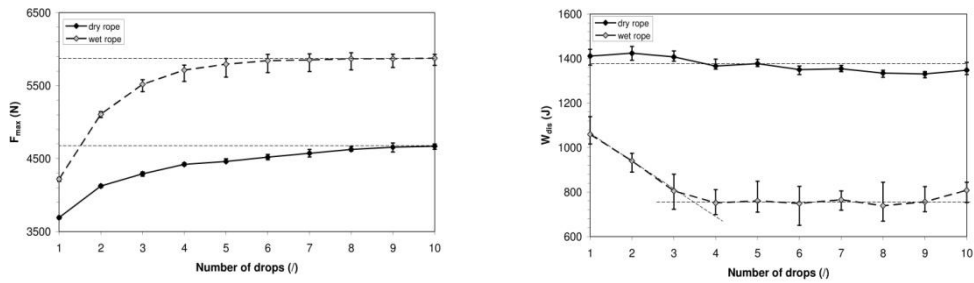 dry rope
wet rope
6500
5500
4500
3500
F_max (N)
1 2 3 4 5 6 7 8 9 10
Number of drops (/)
dry rope
wet rope
1600
1400
1200
1000
800
600
W_dis (J)
1 2 3 4 5 6 7 8 9 10
Number of drops (/)